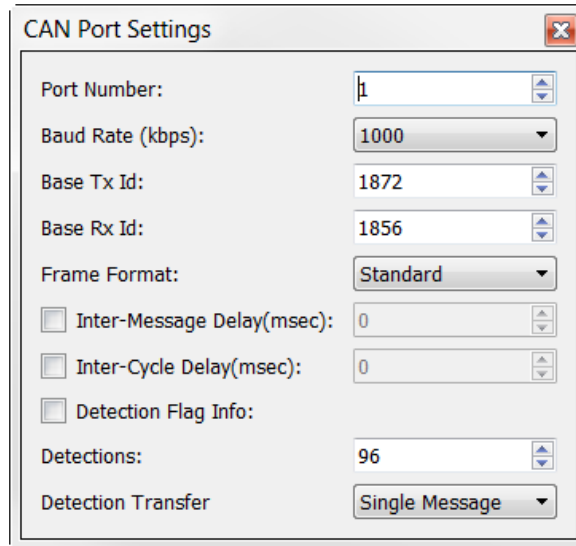 CAN Port Settings
Port Number: 1
Baud Rate (kbps): 1000
Base Tx Id: 1872
Base Rx Id: 1856
Frame Format: Standard
Inter-Message Delay(msec): 0
Inter-Cycle Delay(msec): 0
Detection Flag Info:
Detections: 96
Detection Transfer Single Message